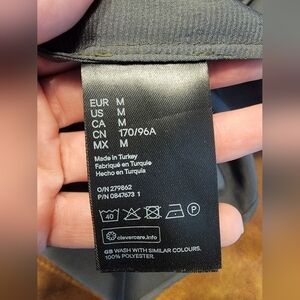 EUR M
US M
CA M
CN 170/96A
MX M
Made in Turkey
Fabriqué en Turquie
Hecho en Turquía
O/N 279862
P/N 0847673 1
40 P
clevercare.info
GB WASH WITH SIMILAR COLOURS.
100% POLYESTER.